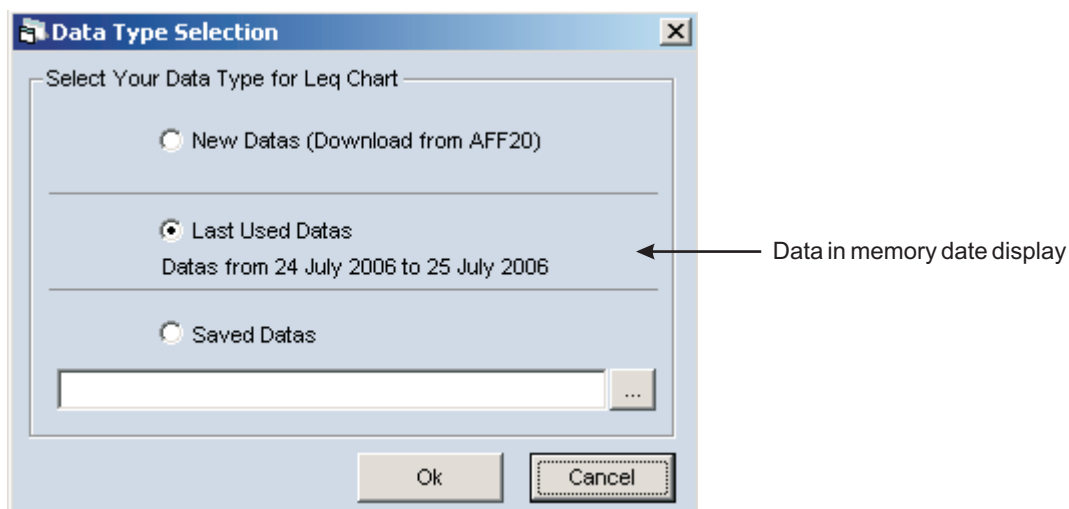 Data Type Selection
Select Your Data Type for Leq Chart
New Datas (Download from AFF20)
Last Used Datas
Datas from 24 July 2006 to 25 July 2006
Data in memory date display
Saved Datas
...
Ok
Cancel